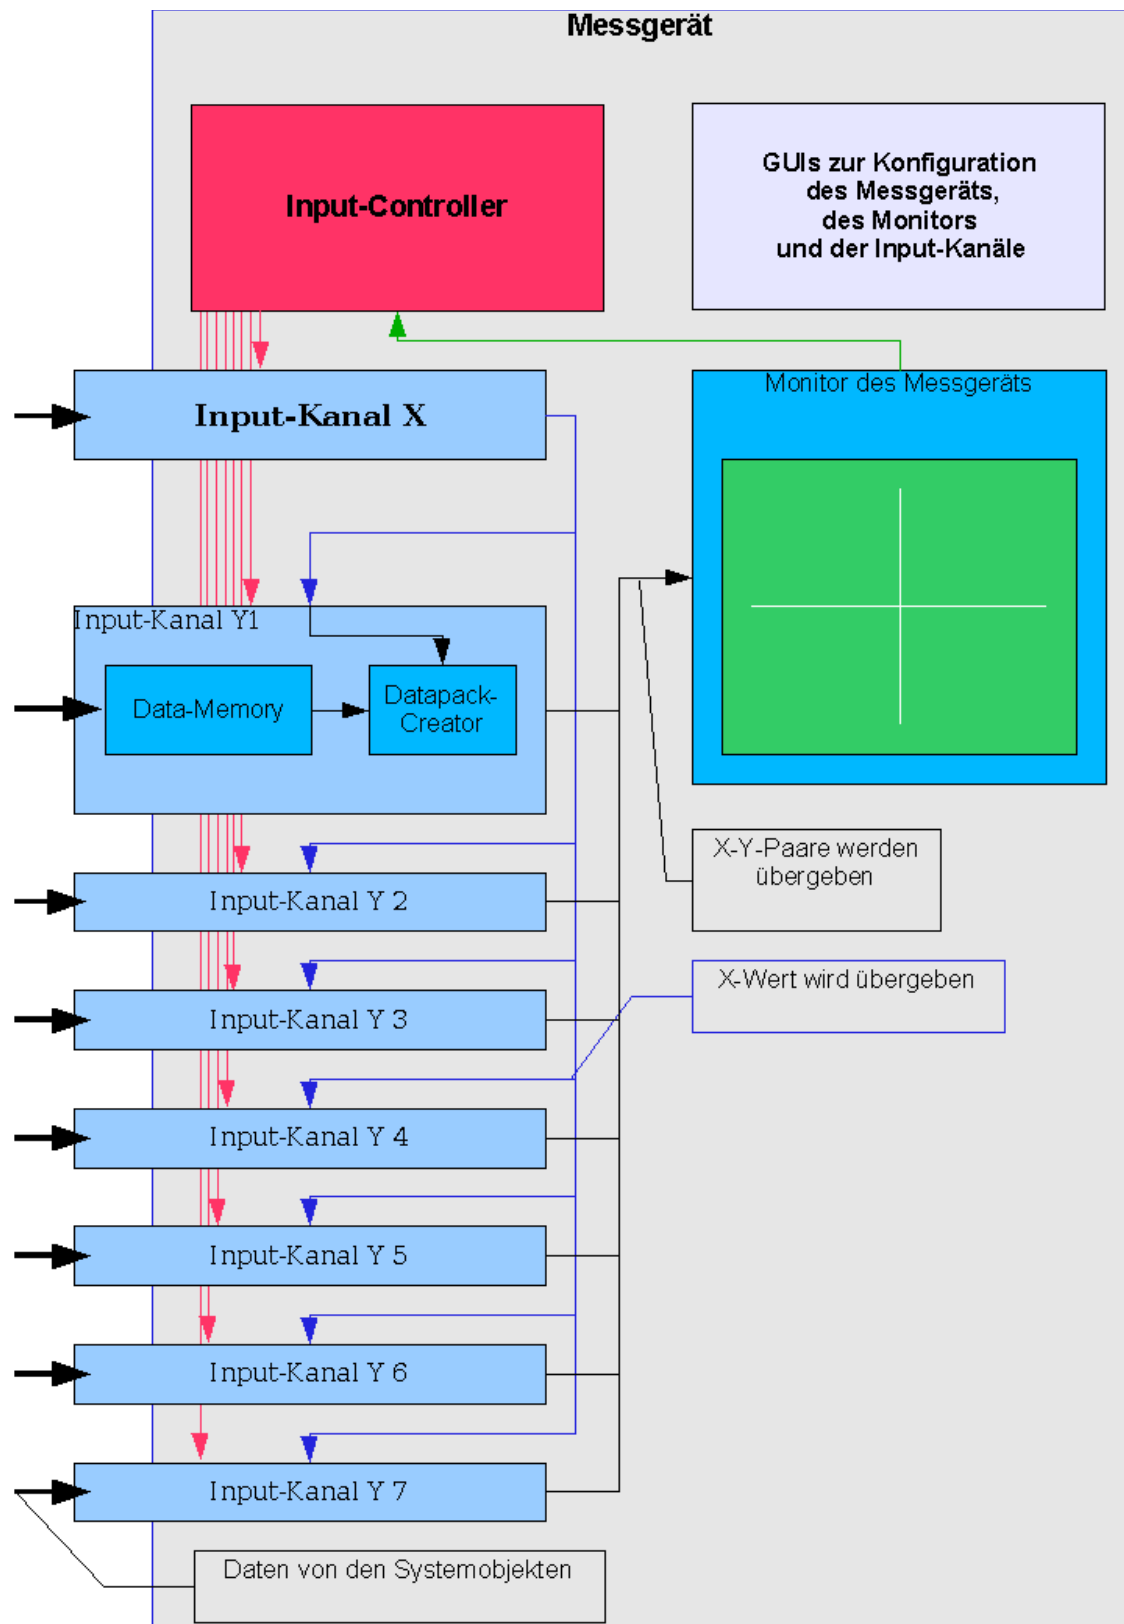 Messgerät
Input-Controller
GUIs zur Konfiguration
des Messgeräts,
des Monitors
und der Input-Kanäle
Input-Kanal X
Monitor des Messgeräts
Input-Kanal Y1
Data-Memory
Datapack-
Creator
X-Y-Paare werden
übergeben
Input-Kanal Y 2
X-Wert wird übergeben
Input-Kanal Y 3
Input-Kanal Y 4
Input-Kanal Y 5
Input-Kanal Y 6
Input-Kanal Y 7
Daten von den Systemobjekten